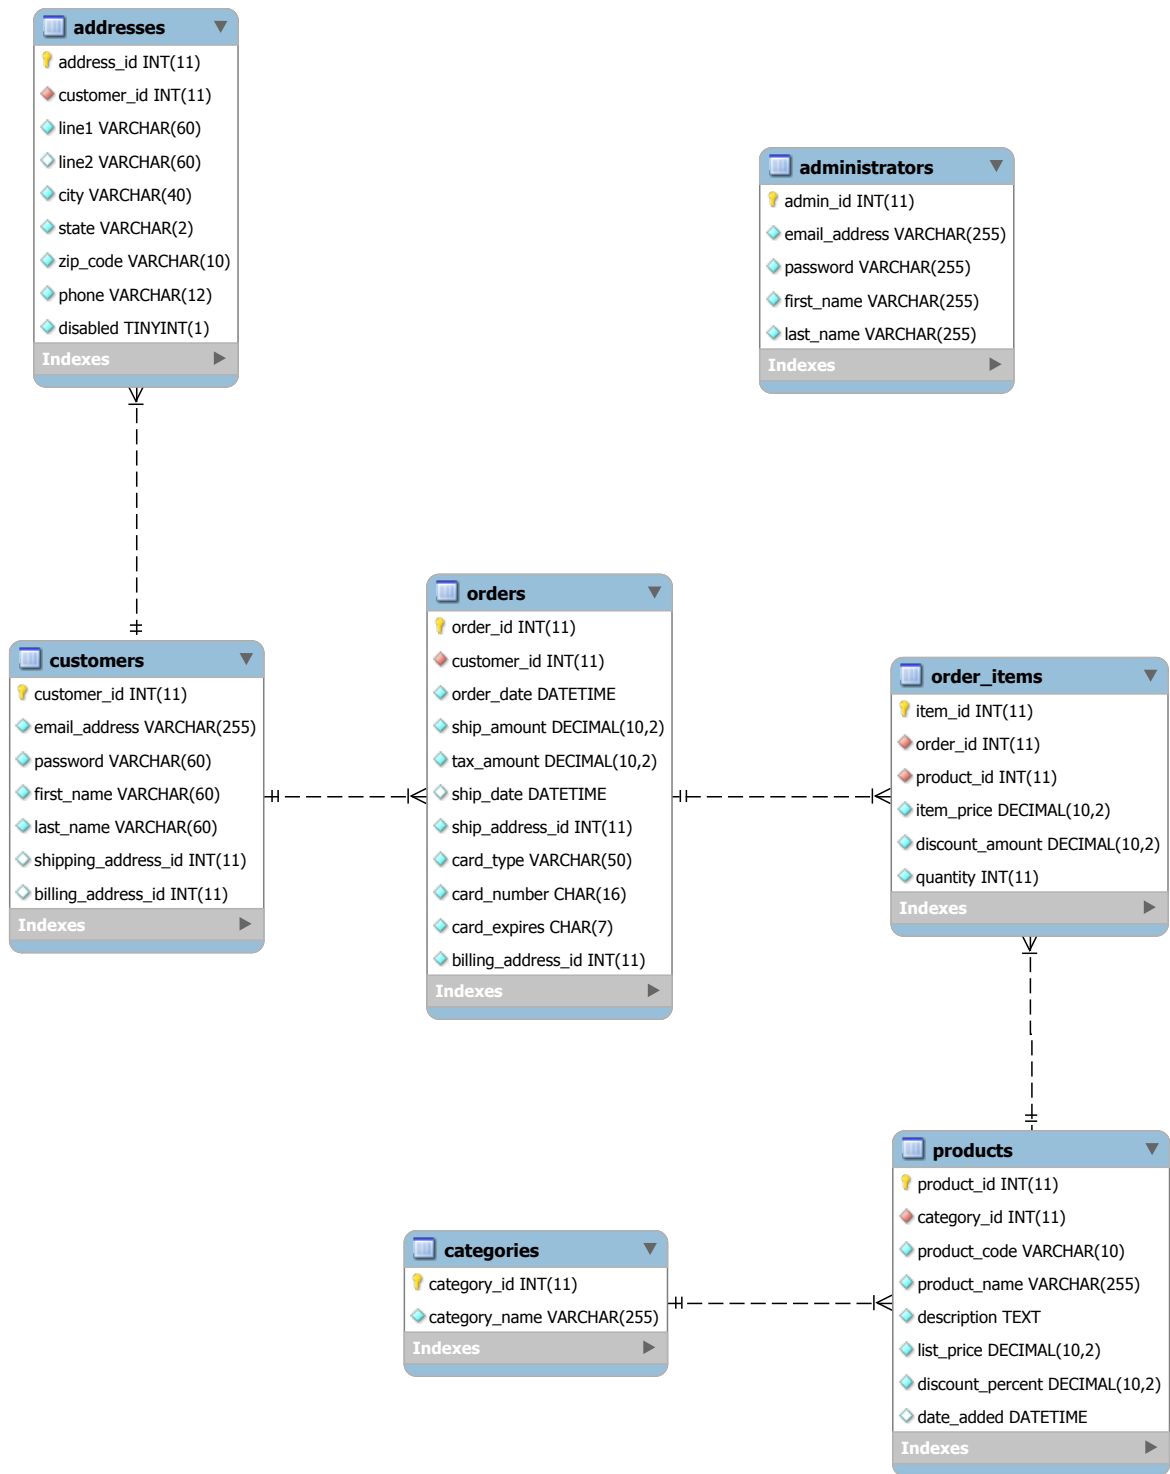 addresses
address_id INT(11)
customer_id INT(11)
line1 VARCHAR(60)
line2 VARCHAR(60)
city VARCHAR(40)
state VARCHAR(2)
zip_code VARCHAR(10)
phone VARCHAR(12)
disabled TINYINT(1)
Indexes
administrators
admin_id INT(11)
email_address VARCHAR(255)
password VARCHAR(255)
first_name VARCHAR(255)
last_name VARCHAR(255)
Indexes
customers
customer_id INT(11)
email_address VARCHAR(255)
password VARCHAR(60)
first_name VARCHAR(60)
last_name VARCHAR(60)
shipping_address_id INT(11)
billing_address_id INT(11)
Indexes
orders
order_id INT(11)
customer_id INT(11)
order_date DATETIME
ship_amount DECIMAL(10,2)
tax_amount DECIMAL(10,2)
ship_date DATETIME
ship_address_id INT(11)
card_type VARCHAR(50)
card_number CHAR(16)
card_expires CHAR(7)
billing_address_id INT(11)
Indexes
order_items
item_id INT(11)
order_id INT(11)
product_id INT(11)
item_price DECIMAL(10,2)
discount_amount DECIMAL(10,2)
quantity INT(11)
Indexes
categories
category_id INT(11)
category_name VARCHAR(255)
Indexes
products
product_id INT(11)
category_id INT(11)
product_code VARCHAR(10)
product_name VARCHAR(255)
description TEXT
list_price DECIMAL(10,2)
discount_percent DECIMAL(10,2)
date_added DATETIME
Indexes